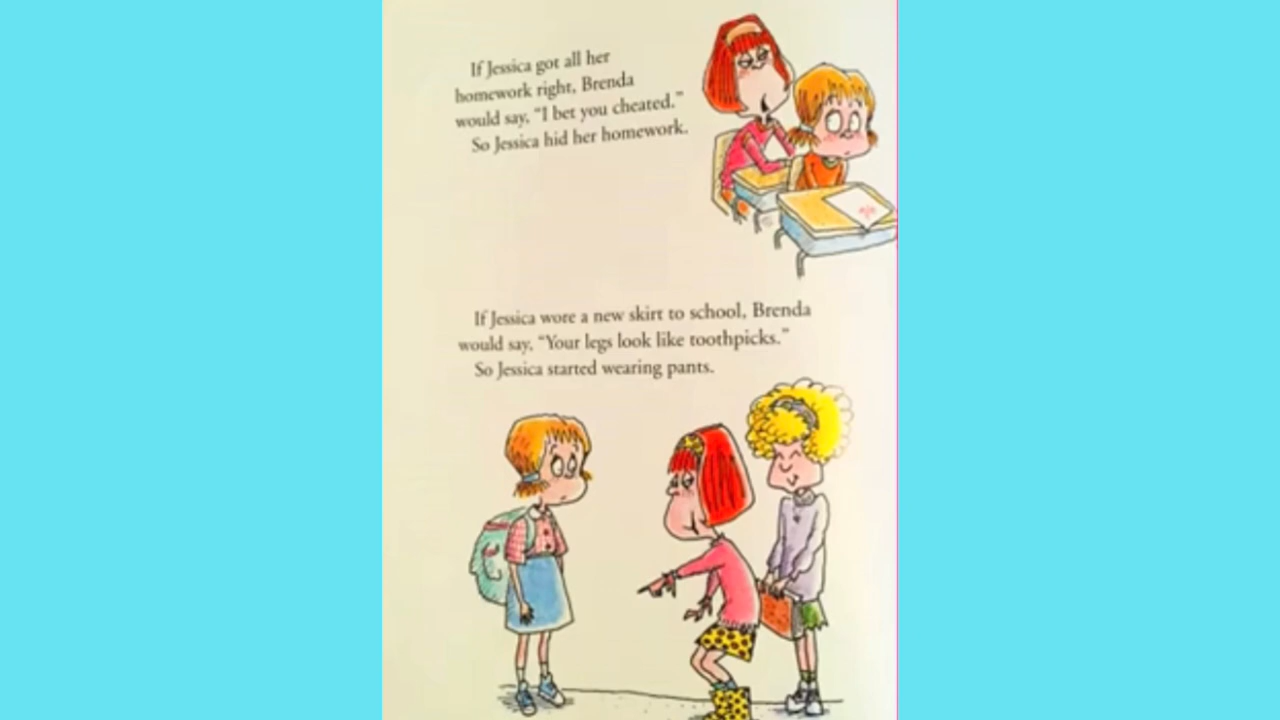 If Jessica got all her
homework right, Brenda
would say, "I bet you cheated."
So Jessica hid her homework.
If Jessica wore a new skirt to school, Brenda
would say, "Your legs look like toothpicks."
So Jessica started wearing pants.